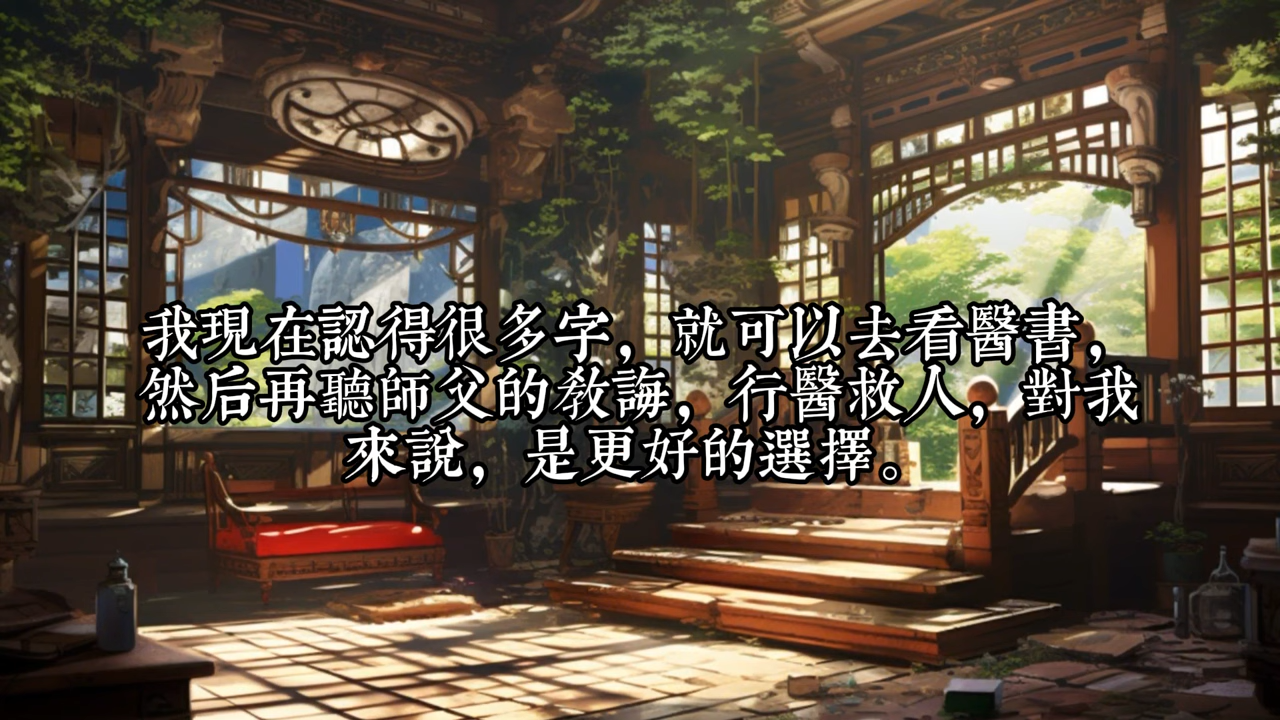 我現在認得很多字，就可以去看醫書，
然后再聽師父的教誨，行醫救人，對我
來說，是更好的選擇。